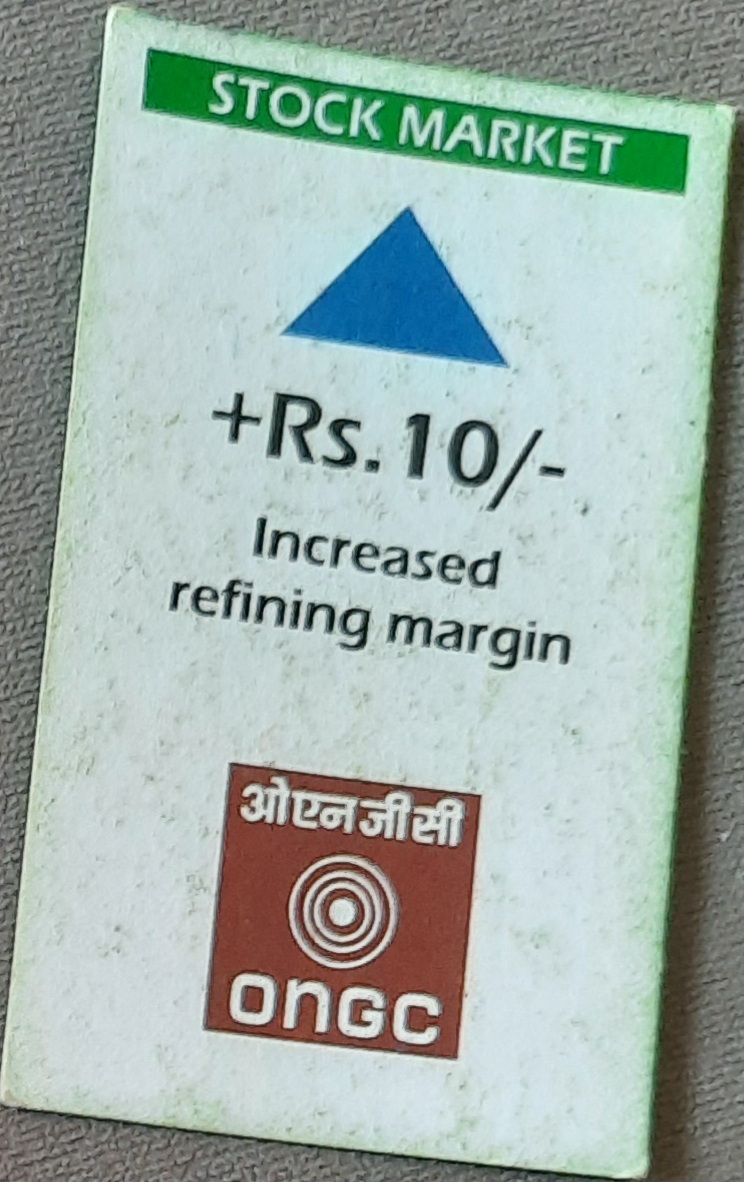 STOCK MARKET
+Rs.10/-
Increased
refining margin
ओएनजीसी
ONGC